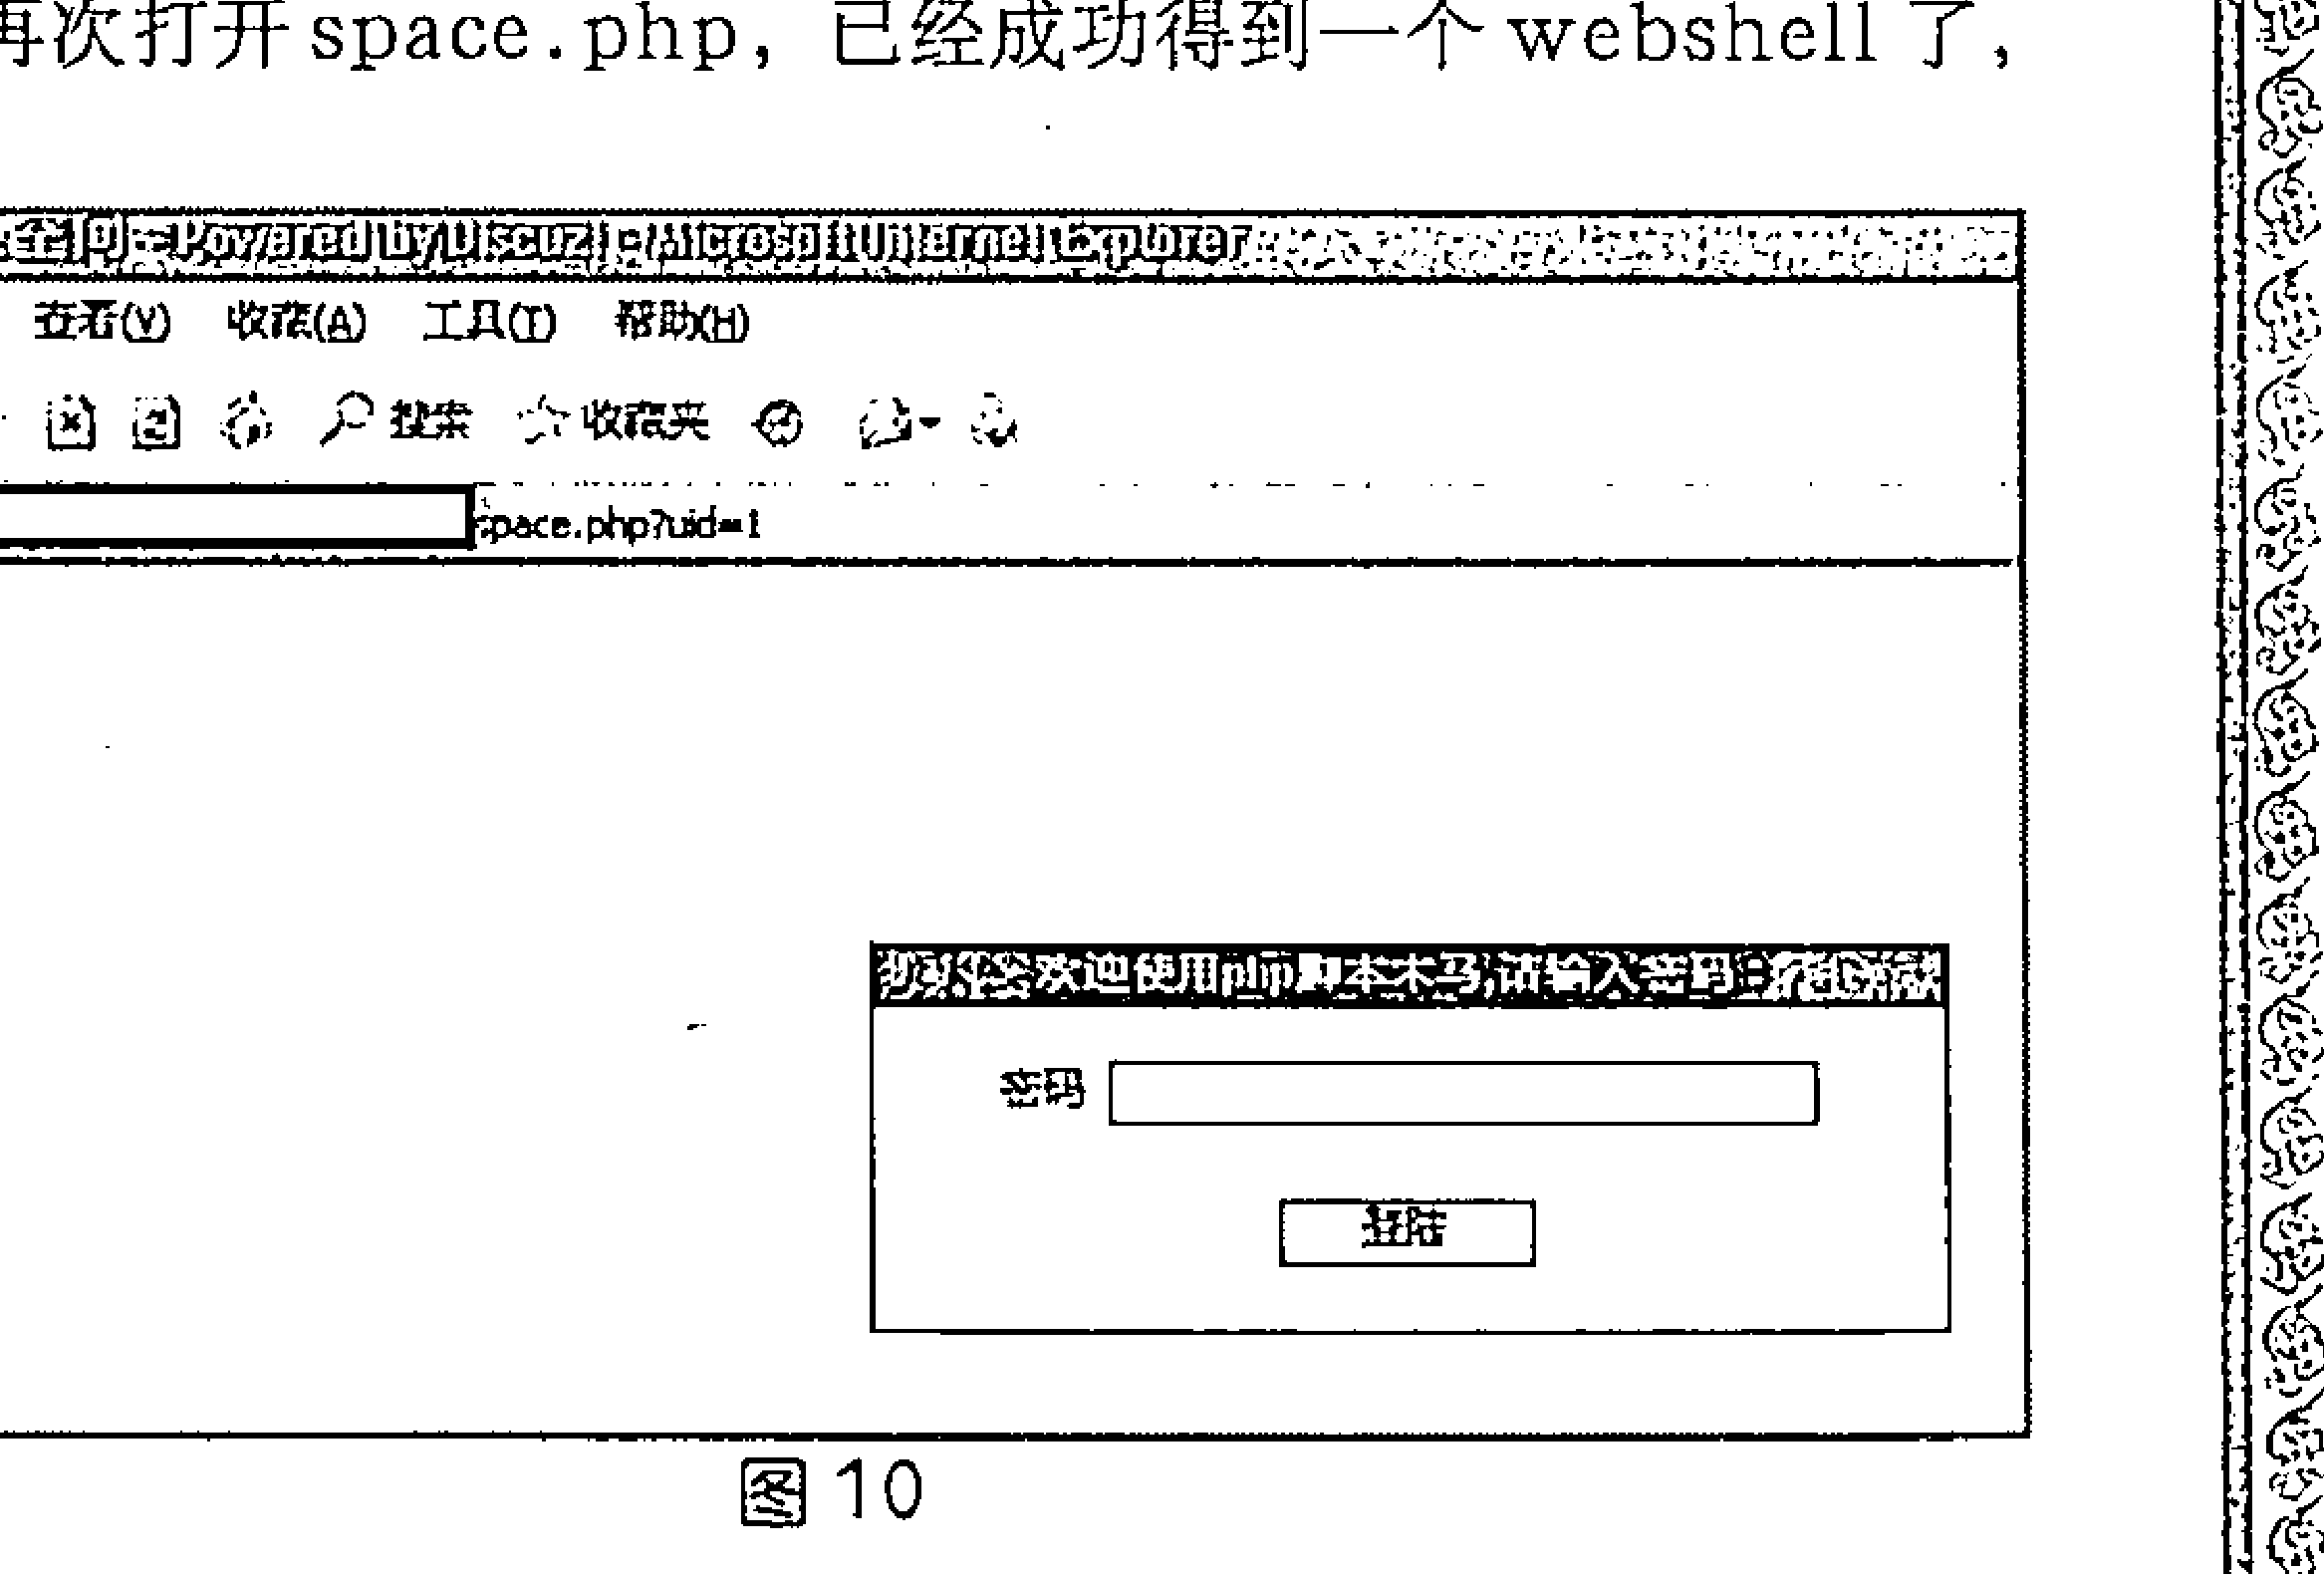 再次打开 space.php，已经成功得到一个 webshell 了，
Powered by Discuz! - Microsoft Internet Explorer
查看(V) 收藏(A) 工具(T) 帮助(H)
搜索 收藏夹
space.php?uid=1
欢迎使用php脚本木马,请输入密码
密码
登陆
图 10